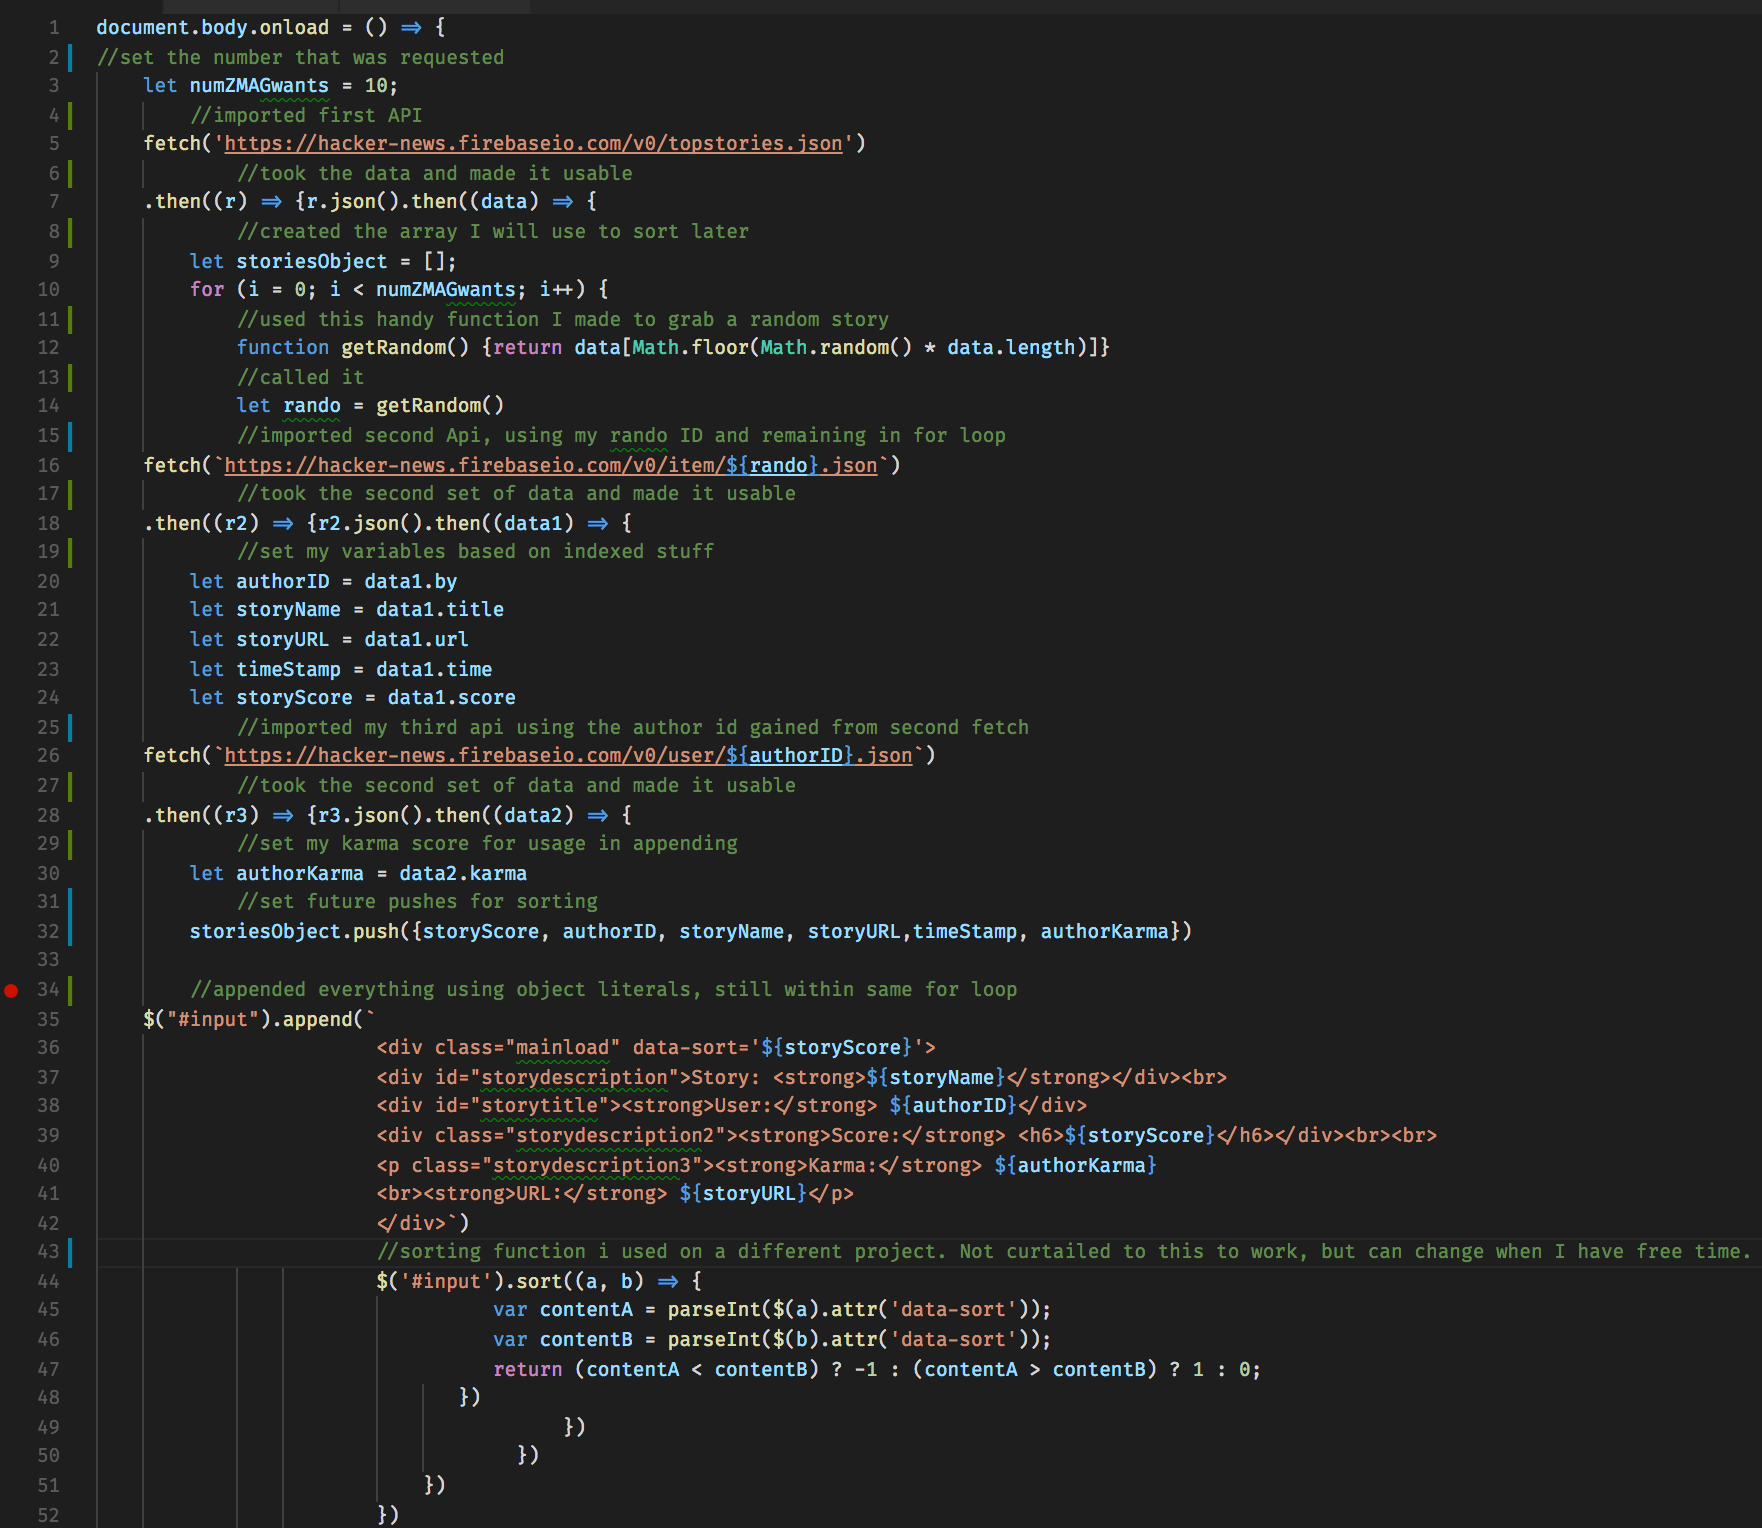 1 document.body.onload = () => {
2 //set the number that was requested
3 let numZMAGwants = 10;
4 //imported first API
5 fetch('https://hacker-news.firebaseio.com/v0/topstories.json')
6 //took the data and made it usable
7 .then((r) => {r.json().then((data) => {
8 //created the array I will use to sort later
9 let storiesObject = [];
10 for (i = 0; i < numZMAGwants; i++) {
11 //used this handy function I made to grab a random story
12 function getRandom() {return data[Math.floor(Math.random() * data.length)]}
13 //called it
14 let rando = getRandom()
15 //imported second Api, using my rando ID and remaining in for loop
16 fetch(`https://hacker-news.firebaseio.com/v0/item/${rando}.json`)
17 //took the second set of data and made it usable
18 .then((r2) => {r2.json().then((data1) => {
19 //set my variables based on indexed stuff
20 let authorID = data1.by
21 let storyName = data1.title
22 let storyURL = data1.url
23 let timeStamp = data1.time
24 let storyScore = data1.score
25 //imported my third api using the author id gained from second fetch
26 fetch(`https://hacker-news.firebaseio.com/v0/user/${authorID}.json`)
27 //took the second set of data and made it usable
28 .then((r3) => {r3.json().then((data2) => {
29 //set my karma score for usage in appending
30 let authorKarma = data2.karma
31 //set future pushes for sorting
32 storiesObject.push({storyScore, authorID, storyName, storyURL,timeStamp, authorKarma})
33
34 //appended everything using object literals, still within same for loop
35 $("#input").append(`
36 <div class="mainload" data-sort='${storyScore}'>
37 <div id="storydescription">Story: <strong>${storyName}</strong></div><br>
38 <div id="storytitle"><strong>User:</strong> ${authorID}</div>
39 <div class="storydescription2"><strong>Score:</strong> <h6>${storyScore}</h6></div><br><br>
40 <p class="storydescription3"><strong>Karma:</strong> ${authorKarma}
41 <br><strong>URL:</strong> ${storyURL}</p>
42 </div>`)
43 //sorting function i used on a different project. Not curtailed to this to work, but can change when I have free time.
44 $('#input').sort((a, b) => {
45 var contentA = parseInt($(a).attr('data-sort'));
46 var contentB = parseInt($(b).attr('data-sort'));
47 return (contentA < contentB) ? -1 : (contentA > contentB) ? 1 : 0;
48 })
49 })
50 })
51 })
52 })